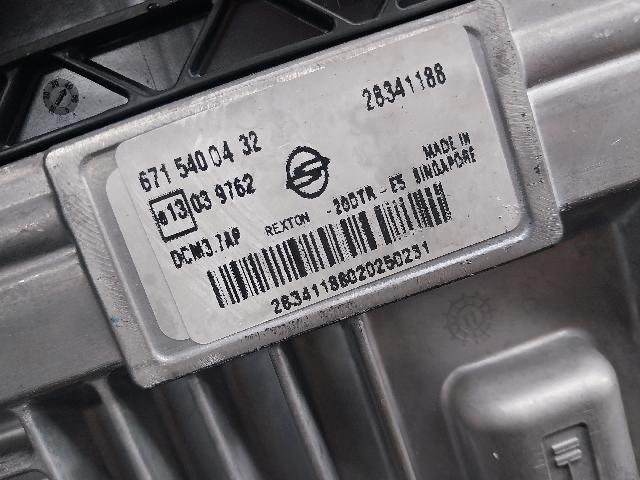 28341188
671 540 04 32
e13 03 9762
MADE IN
SINGAPORE
DCM3.7AP REXTON -20DTR-E5
28341188020250231